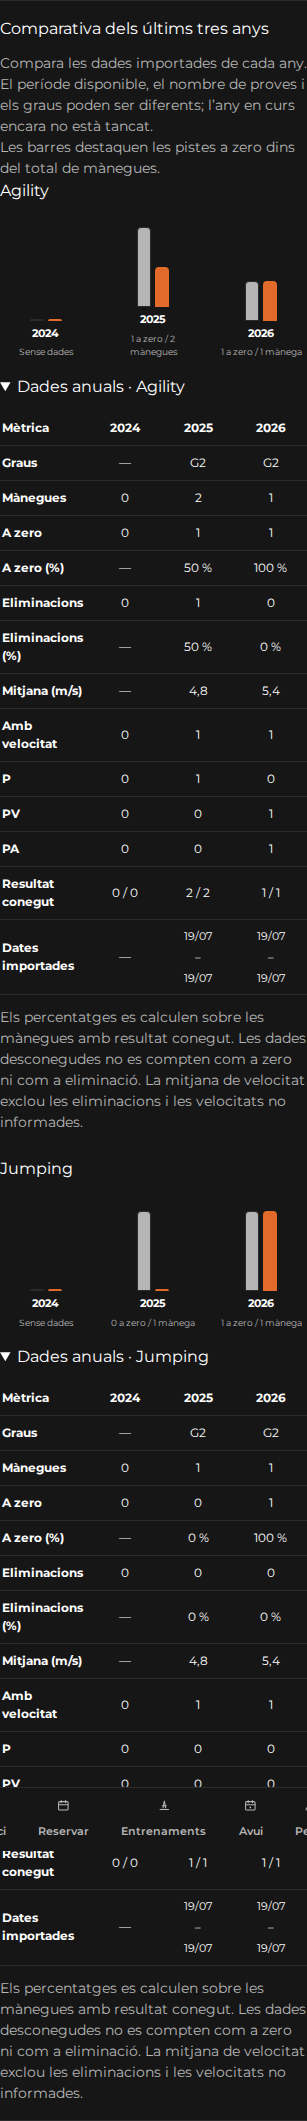 Comparativa dels últims tres anys
Compara les dades importades de cada any.
El període disponible, el nombre de proves i
els graus poden ser diferents; l'any en curs
encara no està tancat.
Les barres destaquen les pistes a zero dins
del total de mànegues.
Agility
2024 2025 2026
Sense dades 1 a zero / 2 mànegues 1 a zero / 1 mànega
▼ Dades anuals · Agility
Mètrica 2024 2025 2026
Graus — G2 G2
Mànegues 0 2 1
A zero 0 1 1
A zero (%) — 50 % 100 %
Eliminacions 0 1 0
Eliminacions (%) — 50 % 0 %
Mitjana (m/s) — 4,8 5,4
Amb velocitat 0 1 1
P 0 1 0
PV 0 0 1
PA 0 0 1
Resultat conegut 0 / 0 2 / 2 1 / 1
Dates importades — 19/07 – 19/07 19/07 – 19/07
Els percentatges es calculen sobre les
mànegues amb resultat conegut. Les dades
desconegudes no es compten com a zero
ni com a eliminació. La mitjana de velocitat
exclou les eliminacions i les velocitats no
informades.
Jumping
2024 2025 2026
Sense dades 0 a zero / 1 mànega 1 a zero / 1 mànega
▼ Dades anuals · Jumping
Mètrica 2024 2025 2026
Graus — G2 G2
Mànegues 0 1 1
A zero 0 0 1
A zero (%) — 0 % 100 %
Eliminacions 0 0 0
Eliminacions (%) — 0 % 0 %
Mitjana (m/s) — 4,8 5,4
Amb velocitat 0 1 1
P 0 0 0
PV 0 0 0
ci Reservar Entrenaments Avui Pe
Resultat conegut 0 / 0 1 / 1 1 / 1
Dates importades — 19/07 – 19/07 19/07 – 19/07
Els percentatges es calculen sobre les
mànegues amb resultat conegut. Les dades
desconegudes no es compten com a zero
ni com a eliminació. La mitjana de velocitat
exclou les eliminacions i les velocitats no
informades.